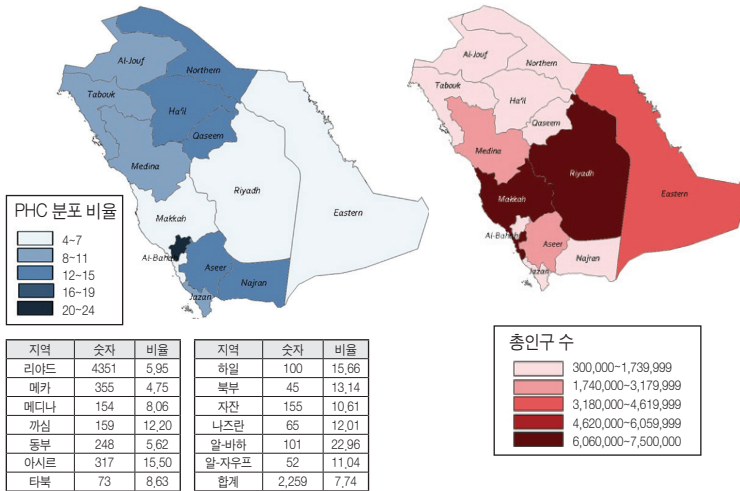 Al-Jouf
Northern
Tabouk
Ha'il
Qaseem
Medina
Riyadh
Makkah
Eastern
Al-Bahah
Aseer
Najran
Jazan
PHC 분포 비율
4~7
8~11
12~15
16~19
20~24
Al-Jouf
Northern
Tabouk
Ha'il
Qaseem
Medina
Riyadh
Makkah
Eastern
Al-Bahah
Aseer
Najran
Jazan
총인구 수
300,000~1,739,999
1,740,000~3,179,999
3,180,000~4,619,999
4,620,000~6,059,999
6,060,000~7,500,000
지역 숫자 비율
리야드 4351 5.95
메카 355 4.75
메디나 154 8.06
까심 159 12.20
동부 248 5.62
아시르 317 15.50
타북 73 8.63
지역 숫자 비율
하일 100 15.66
북부 45 13.14
자잔 155 10.61
나즈란 65 12.01
알-바하 101 22.96
알-자우프 52 11.04
합계 2,259 7.74